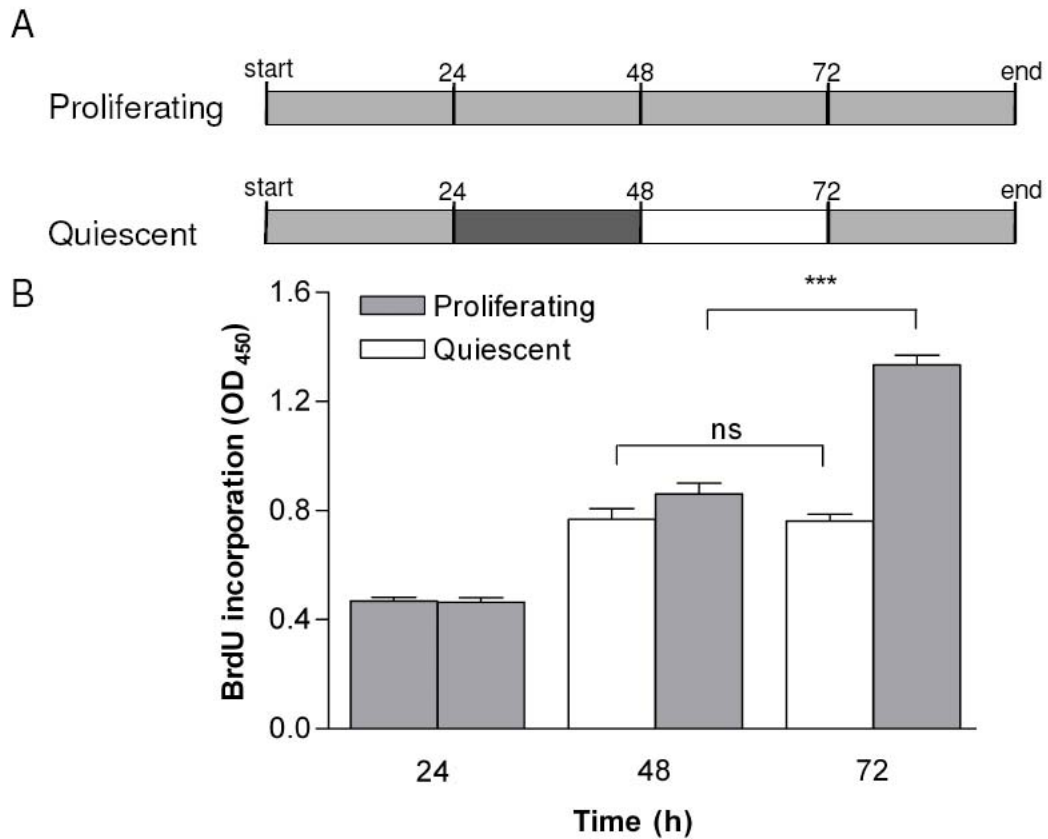 A
start 24 48 72 end
Proliferating
start 24 48 72 end
Quiescent
B
1.6
1.2
0.8
0.4
0.0
BrdU incorporation (OD450)
Proliferating
Quiescent
***
ns
24 48 72
Time (h)